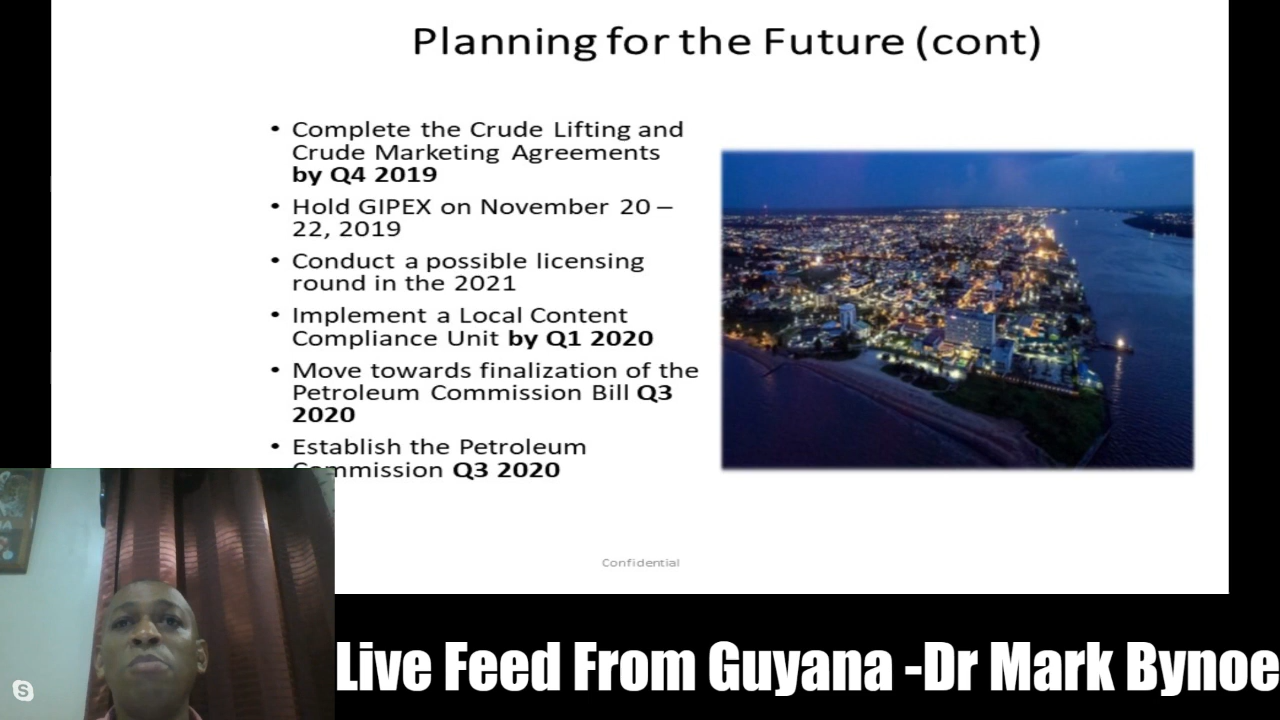 Planning for the Future (cont)
• Complete the Crude Lifting and
Crude Marketing Agreements
by Q4 2019
• Hold GIPEX on November 20 –
22, 2019
• Conduct a possible licensing
round in the 2021
• Implement a Local Content
Compliance Unit by Q1 2020
• Move towards finalization of the
Petroleum Commission Bill Q3
2020
• Establish the Petroleum
Commission Q3 2020
Confidential
Live Feed From Guyana -Dr Mark Bynoe